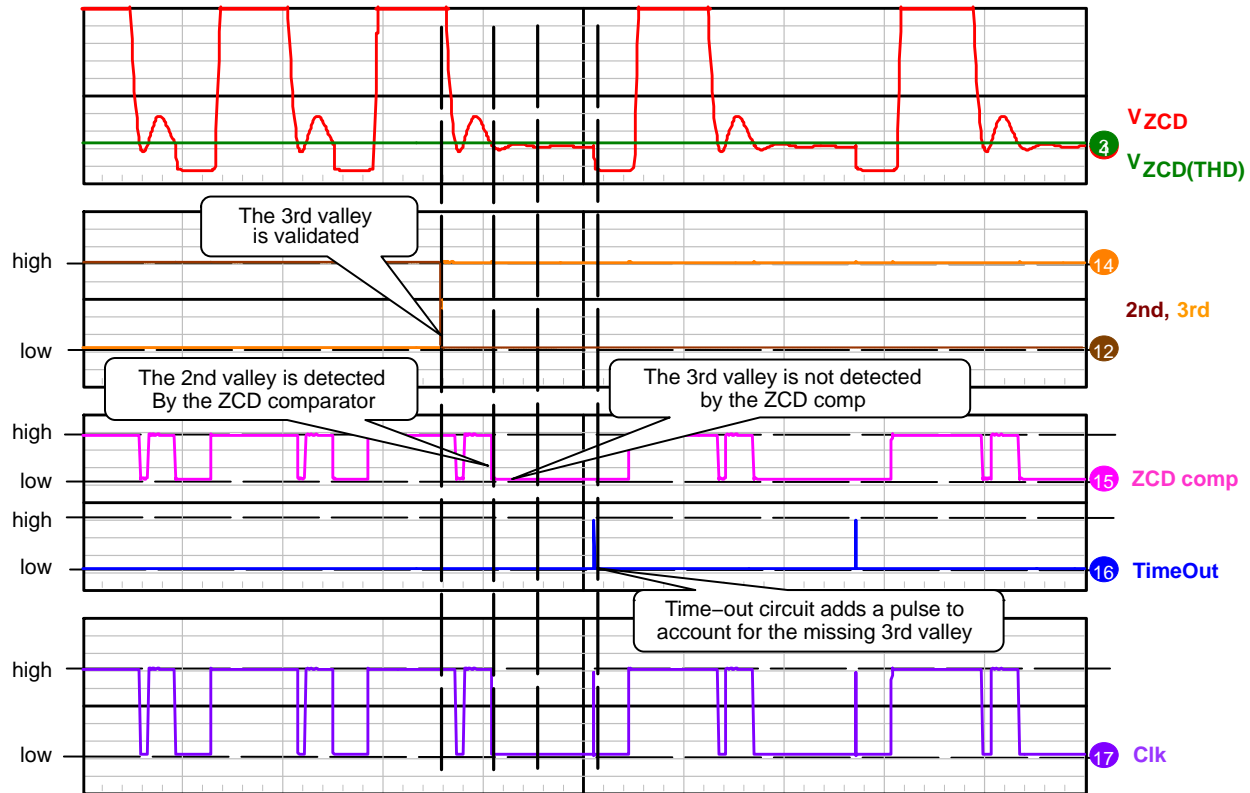 VZCD
3
4
VZCD(THD)
The 3rd valley
is validated
high
14
2nd, 3rd
low
12
The 2nd valley is detected
By the ZCD comparator
The 3rd valley is not detected
by the ZCD comp
high
low
15
ZCD comp
high
low
16
TimeOut
Time−out circuit adds a pulse to
account for the missing 3rd valley
high
low
17
Clk